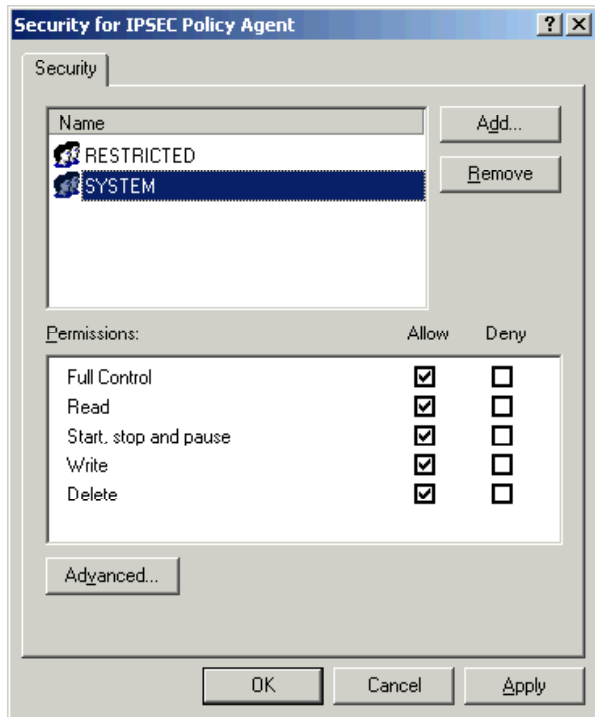 Security for IPSEC Policy Agent
Security
Name
Add...
RESTRICTED
Remove
SYSTEM
Permissions: Allow Deny
Full Control
Read
Start, stop and pause
Write
Delete
Advanced...
OK Cancel Apply